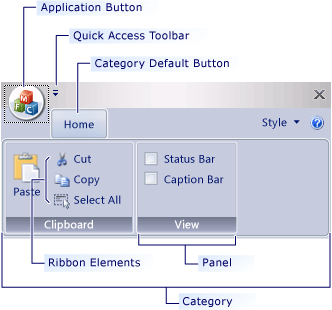 Application Button
Quick Access Toolbar
Category Default Button
MFC
Home
Style
Paste
Cut
Copy
Select All
Clipboard
Status Bar
Caption Bar
View
Ribbon Elements
Panel
Category